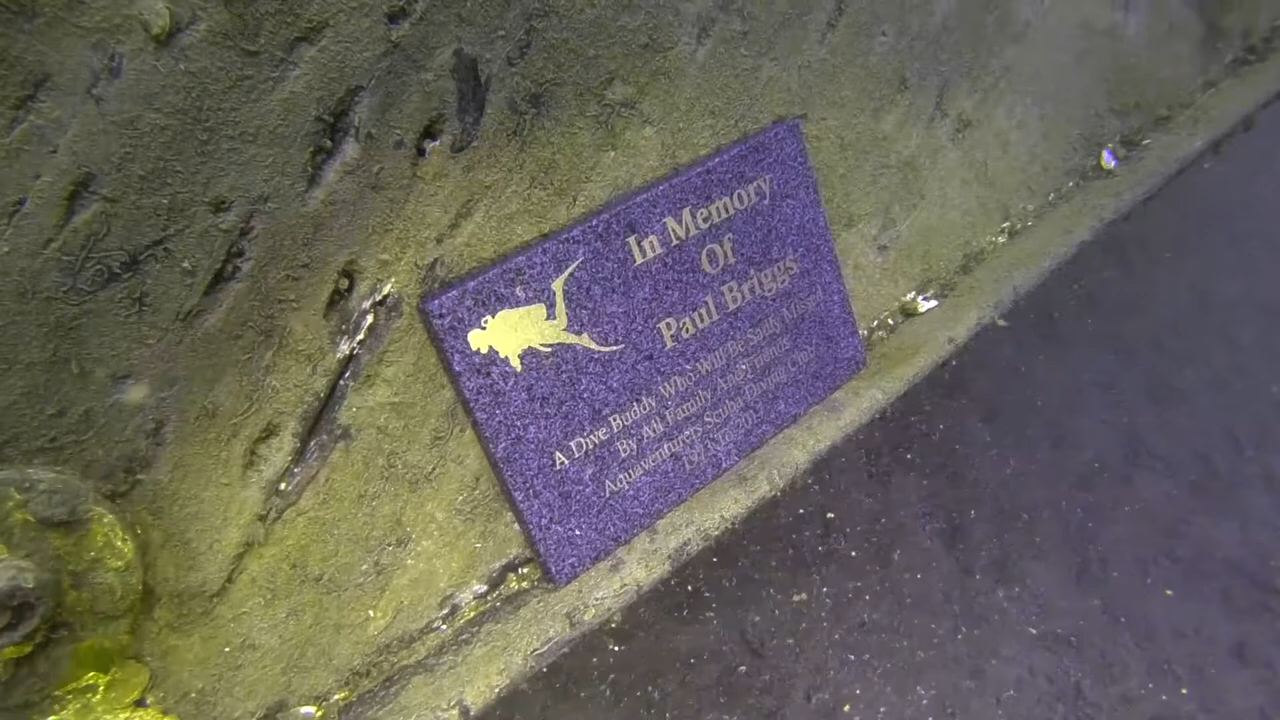 In Memory
Of
Paul Briggs
A Dive Buddy Who Will Be Sadly Missed
By All Family And Friends
Aquaventurers Scuba Diving Club